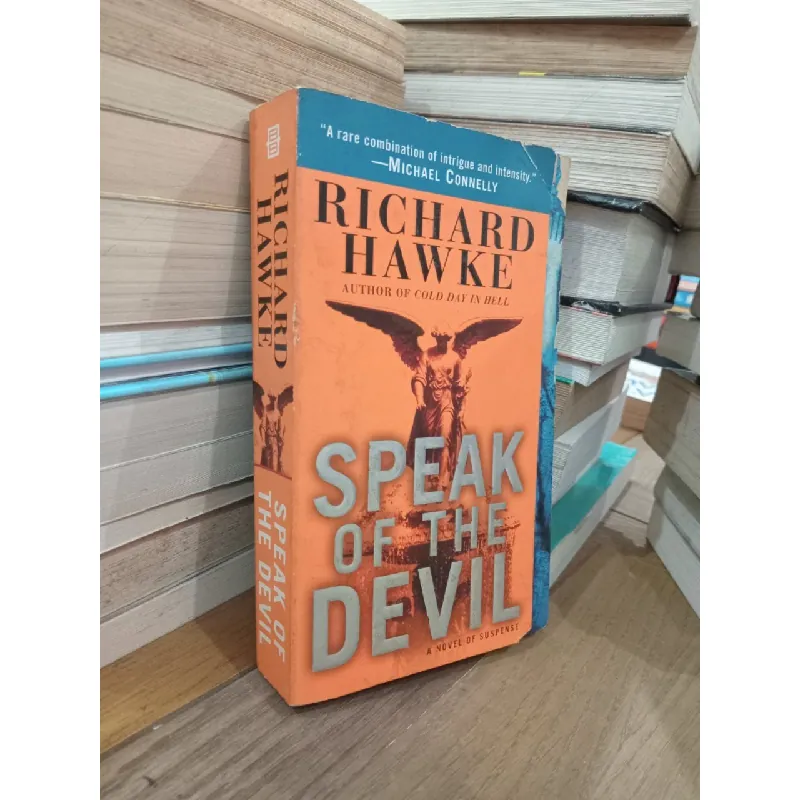 "A rare combination of intrigue and intensity."
—MICHAEL CONNELLY
RICHARD
HAWKE
AUTHOR OF COLD DAY IN HELL
SPEAK
OF THE
DEVIL
A NOVEL OF SUSPENSE
RICHARD
HAWKE
SPEAK OF
THE DEVIL